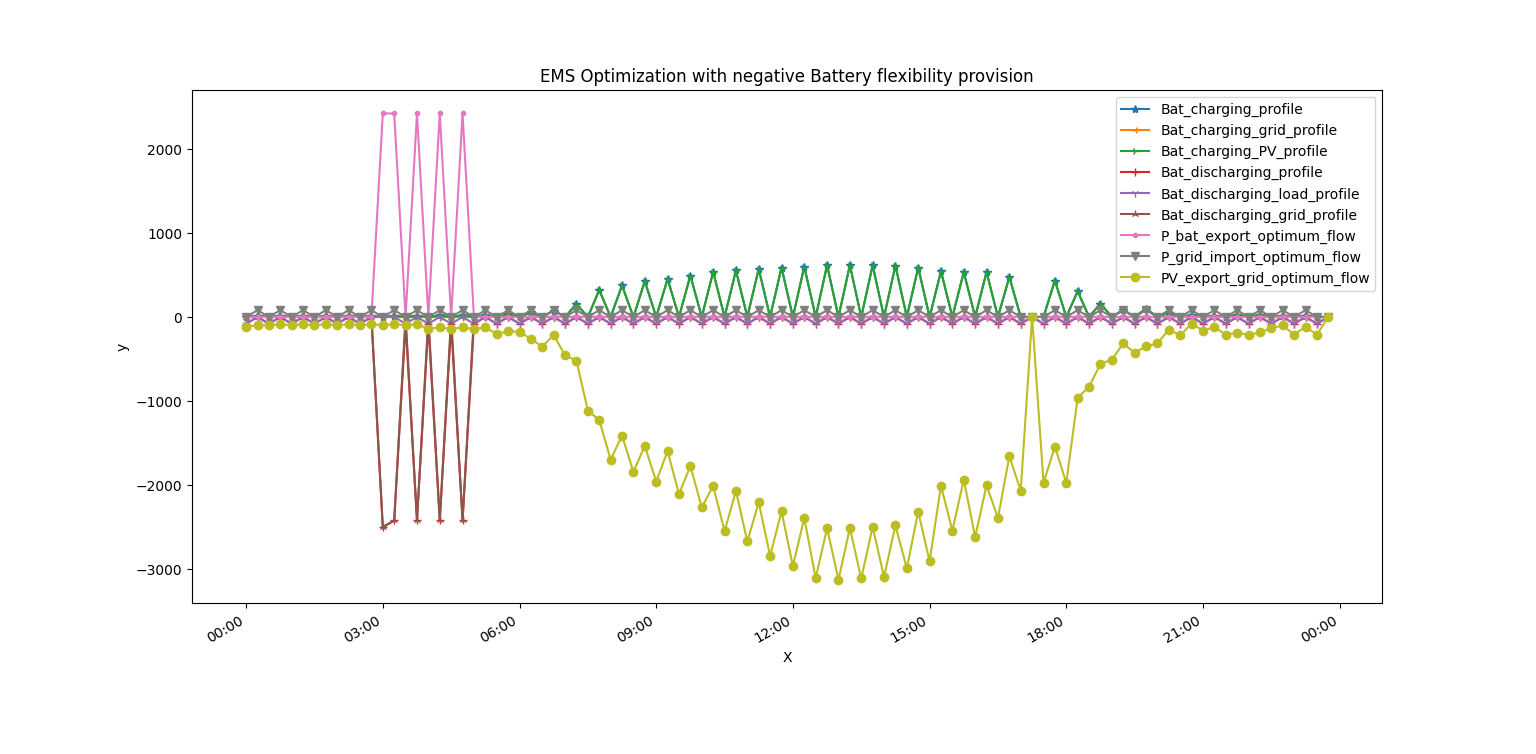 EMS Optimization with negative Battery flexibility provision
Bat_charging_profile
Bat_charging_grid_profile
Bat_charging_PV_profile
Bat_discharging_profile
Bat_discharging_load_profile
Bat_discharging_grid_profile
P_bat_export_optimum_flow
P_grid_import_optimum_flow
PV_export_grid_optimum_flow
2000
1000
0
−1000
−2000
−3000
y
00:00 03:00 06:00 09:00 12:00 15:00 18:00 21:00 00:00
X